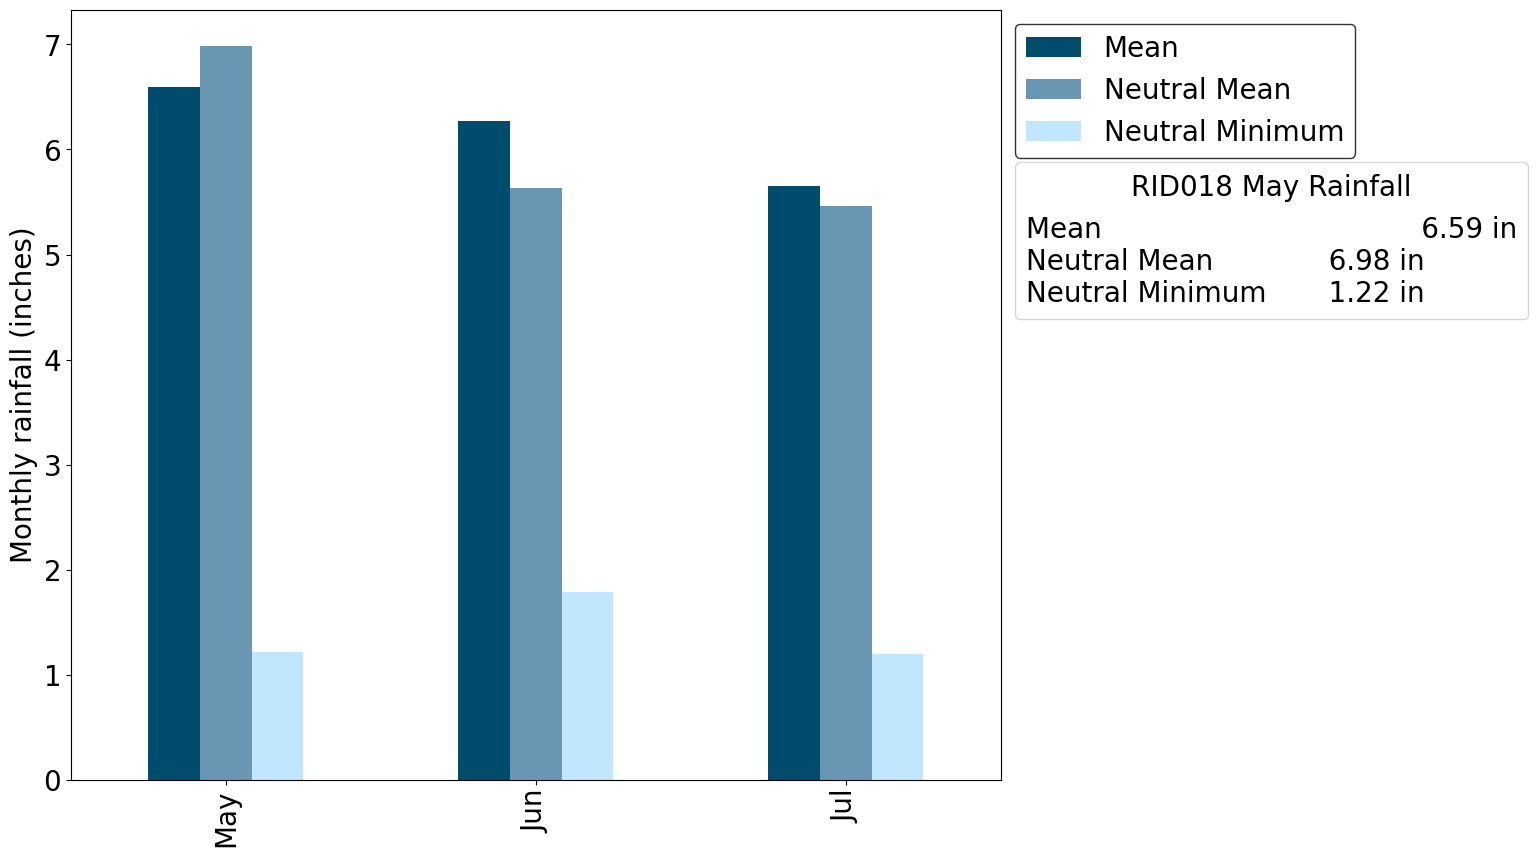 Monthly rainfall (inches)
7
6
5
4
3
2
1
0
May
Jun
Jul
Mean
Neutral Mean
Neutral Minimum
RID018 May Rainfall
Mean 6.59 in
Neutral Mean 6.98 in
Neutral Minimum 1.22 in